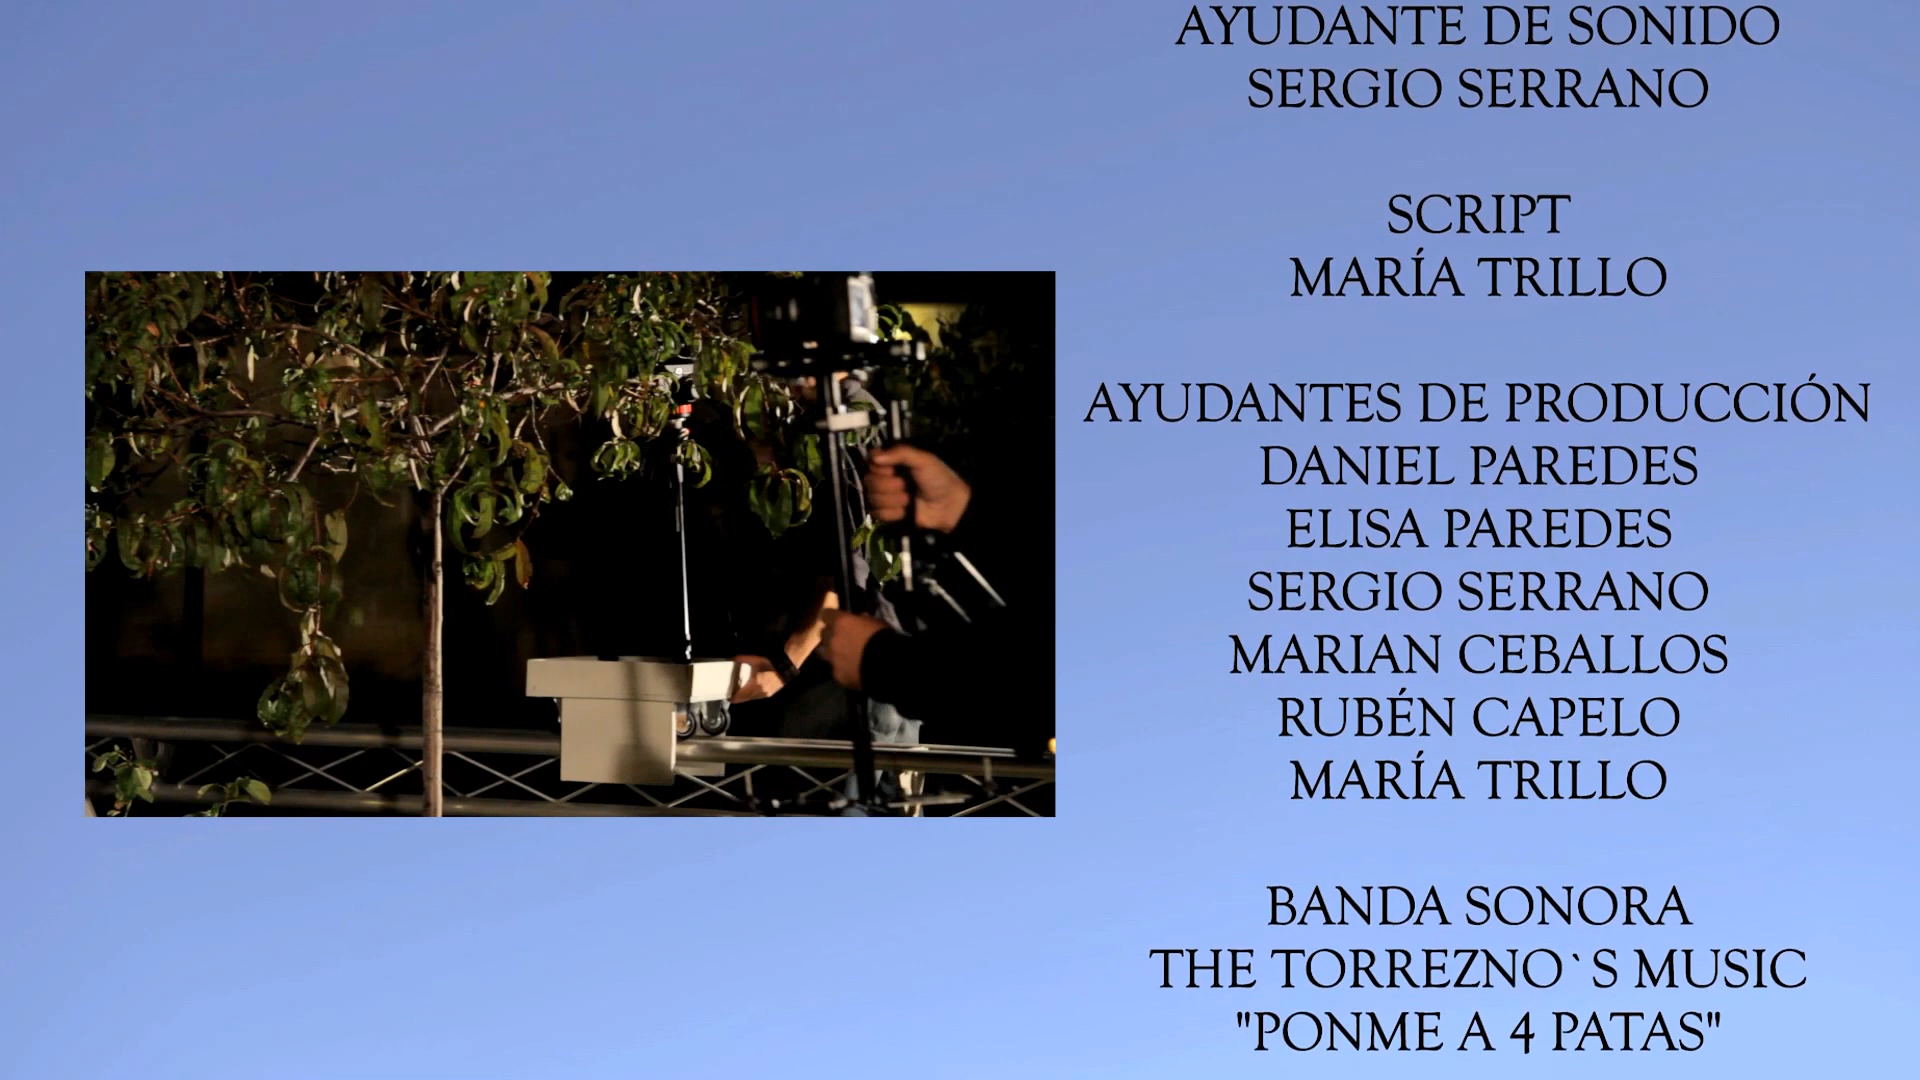 AYUDANTE DE SONIDO
SERGIO SERRANO
SCRIPT
MARÍA TRILLO
AYUDANTES DE PRODUCCIÓN
DANIEL PAREDES
ELISA PAREDES
SERGIO SERRANO
MARIAN CEBALLOS
RUBÉN CAPELO
MARÍA TRILLO
BANDA SONORA
THE TORREZNO`S MUSIC
"PONME A 4 PATAS"